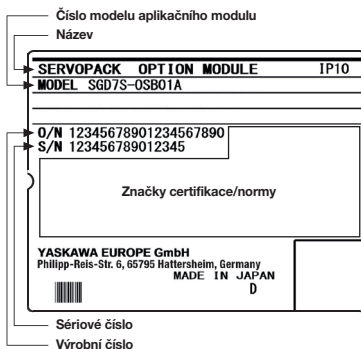 Číslo modelu aplikačního modulu
Název
SERVOPACK OPTION MODULE IP10
MODEL SGD7S-OSB01A
O/N 12345678901234567890
S/N 123456789012345
Značky certifikace/normy
YASKAWA EUROPE GmbH
Philipp-Reis-Str. 6, 65795 Hattersheim, Germany
MADE IN JAPAN
D
Sériové číslo
Výrobní číslo